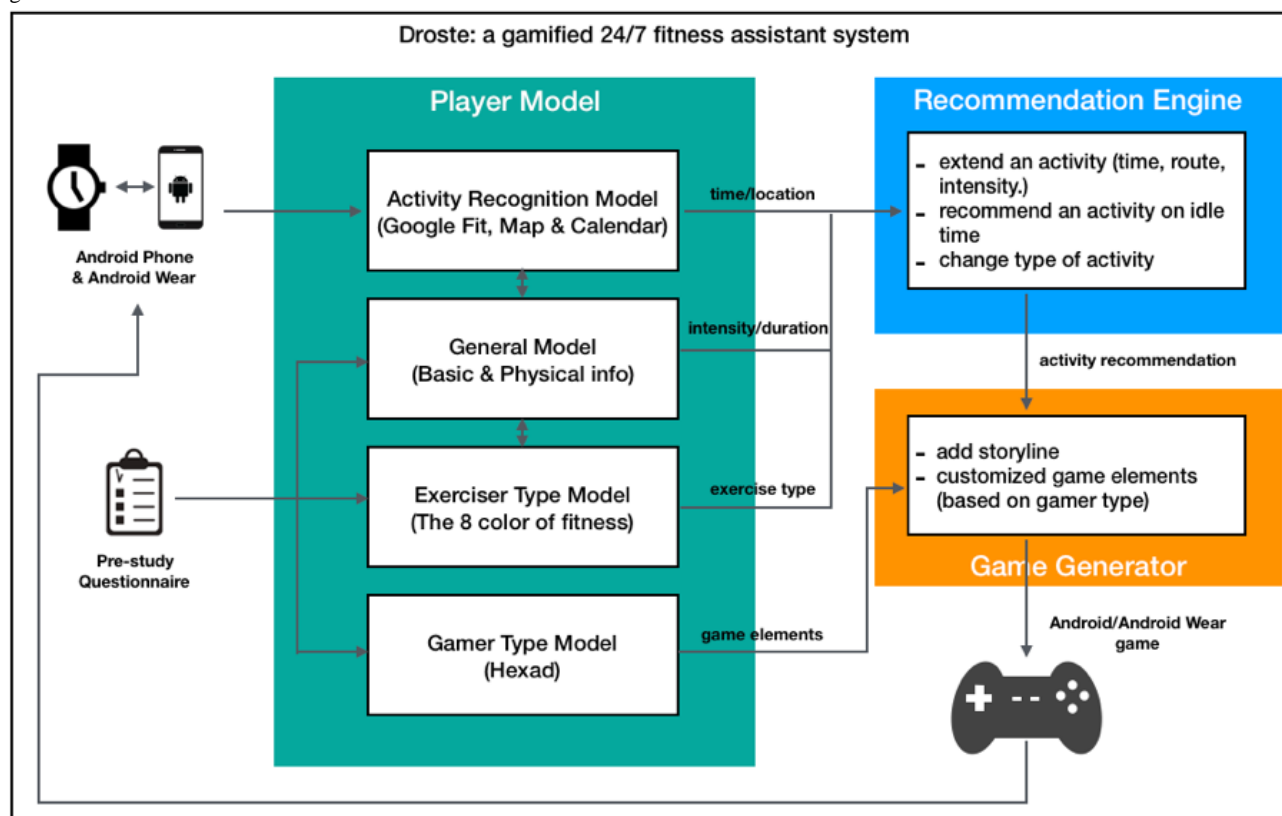 Droste: a gamified 24/7 fitness assistant system
Player Model
Recommendation Engine
Activity Recognition Model
(Google Fit, Map & Calendar)
time/location
- extend an activity (time, route,
intensity.)
- recommend an activity on idle
time
- change type of activity
Android Phone
& Android Wear
General Model
(Basic & Physical info)
intensity/duration
activity recommendation
Exerciser Type Model
(The 8 color of fitness)
exercise type
- add storyline
- customized game elements
(based on gamer type)
Game Generator
Pre-study
Questionnaire
Gamer Type Model
(Hexad)
game elements
Android/Android Wear
game